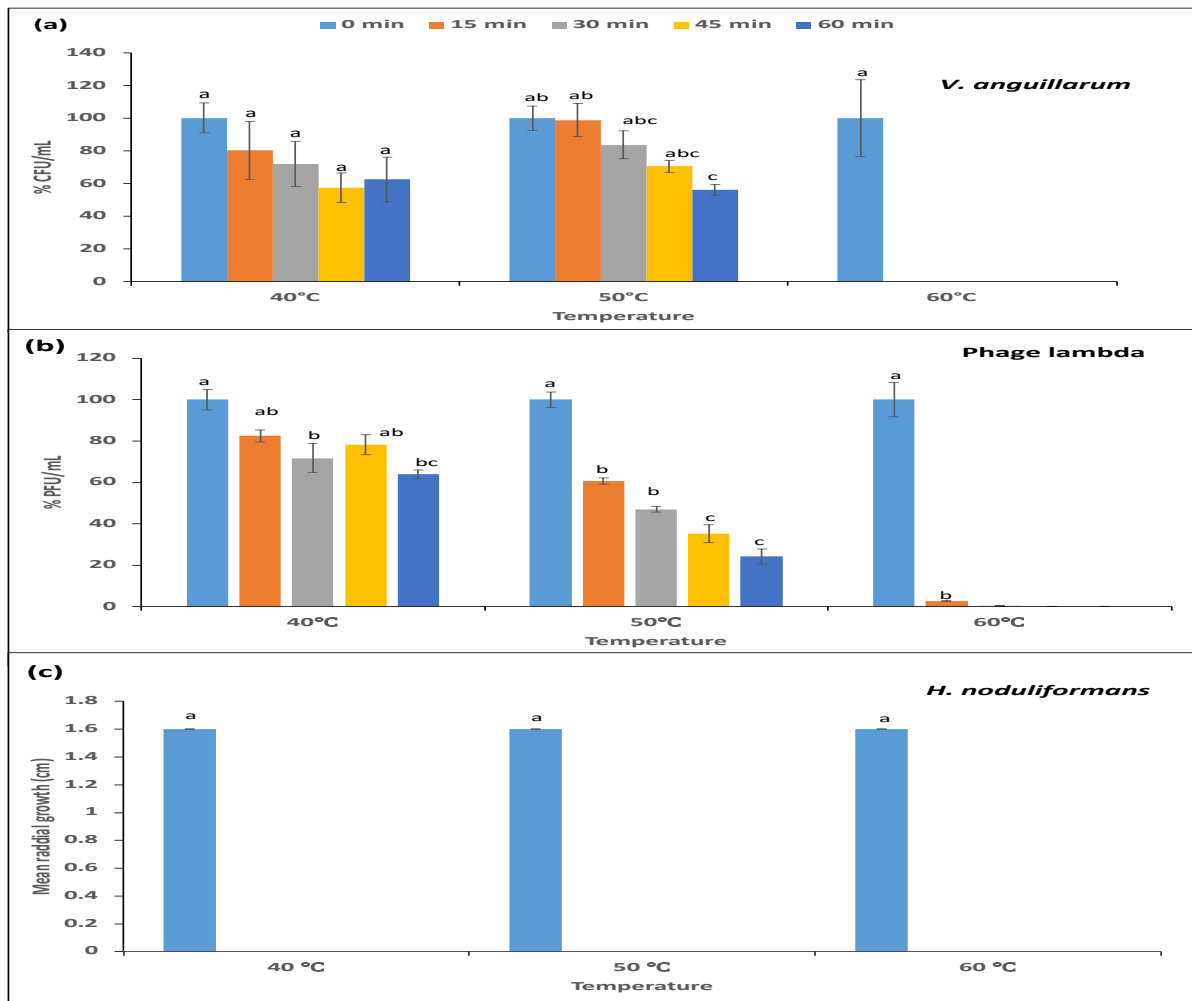 (a)
0 min 15 min 30 min 45 min 60 min
140
120
100
80
60
40
20
0
% CFU/mL
V. anguillarum
a a a a a
ab ab abc abc c
a
40°C 50°C 60°C
Temperature
(b)
Phage lambda
120
100
80
60
40
20
0
% PFU/mL
a ab b ab bc
a b b c c
a b
40°C 50°C 60°C
Temperature
(c)
H. noduliformans
1.8
1.6
1.4
1.2
1
0.8
0.6
0.4
0.2
0
Mean raddial growth (cm)
a a a
40 °C 50 °C 60 °C
Temperature